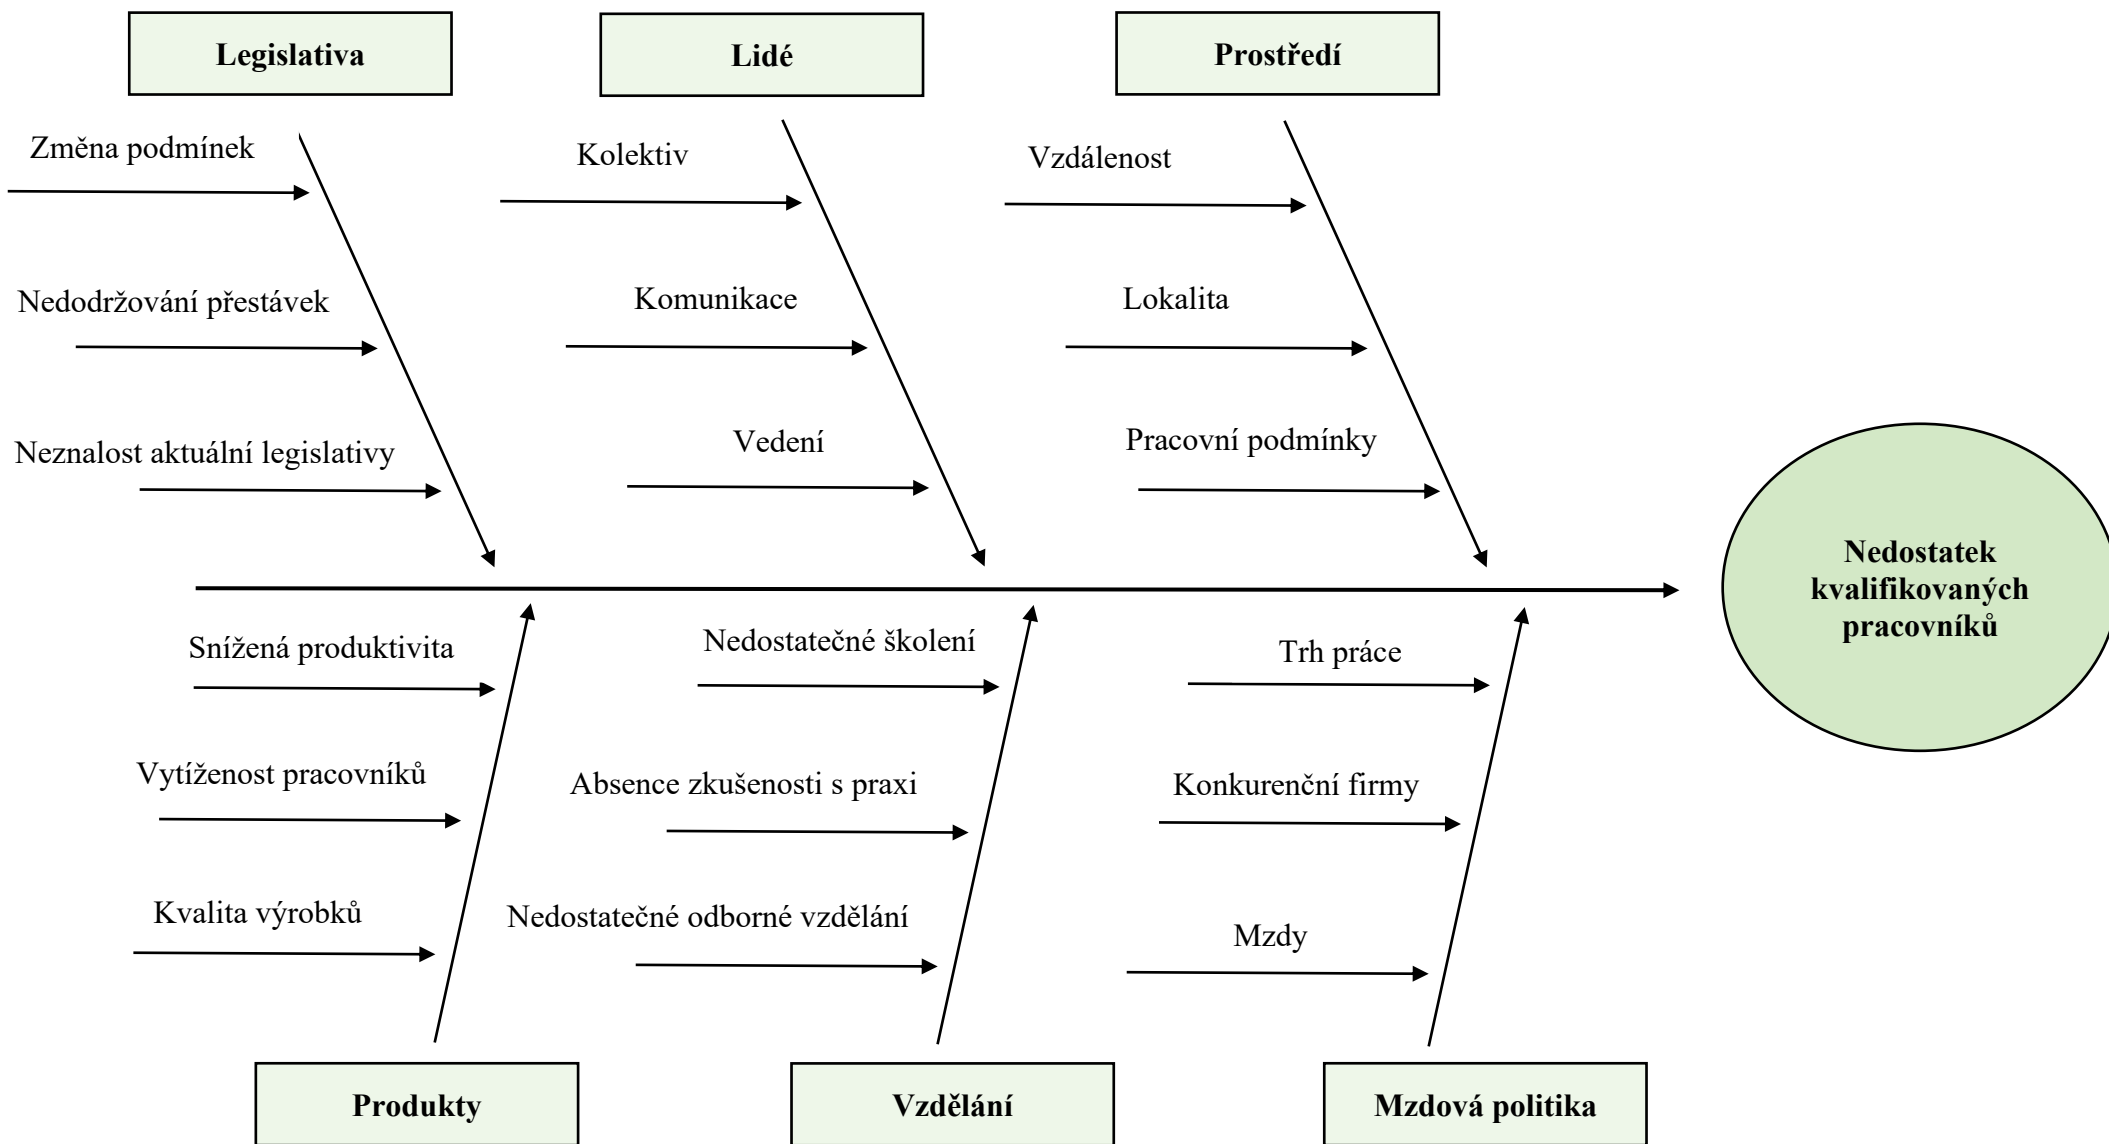 Legislativa
Lidé
Prostředí
Změna podmínek
Kolektiv
Vzdálenost
Nedodržování přestávek
Komunikace
Lokalita
Neznalost aktuální legislativy
Vedení
Pracovní podmínky
Nedostatek
kvalifikovaných
pracovníků
Snížená produktivita
Nedostatečné školení
Trh práce
Vytíženost pracovníků
Absence zkušenosti s praxi
Konkurenční firmy
Kvalita výrobků
Nedostatečné odborné vzdělání
Mzdy
Produkty
Vzdělání
Mzdová politika